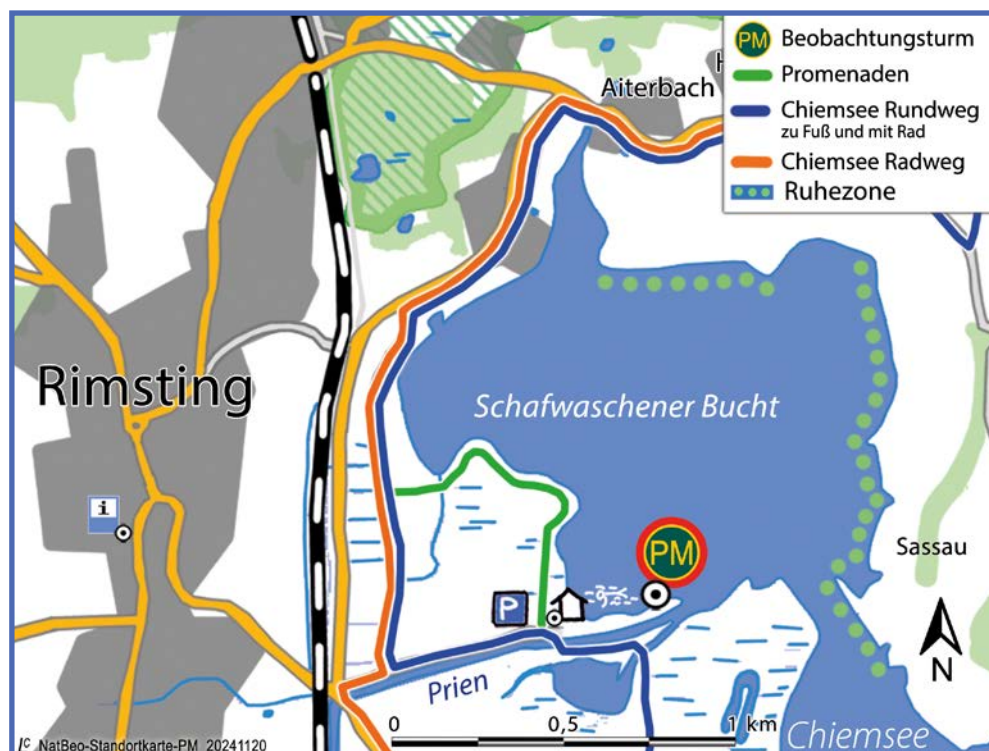 PM Beobachtungsturm
Promenaden
Chiemsee Rundweg
zu Fuß und mit Rad
Chiemsee Radweg
Ruhezone
H
Aiterbach
Rimsting
Schafwaschener Bucht
i
PM
Sassau
P
N
Prien
0 0,5 1 km
Chiemsee
NatBeo-Standortkarte-PM_20241120